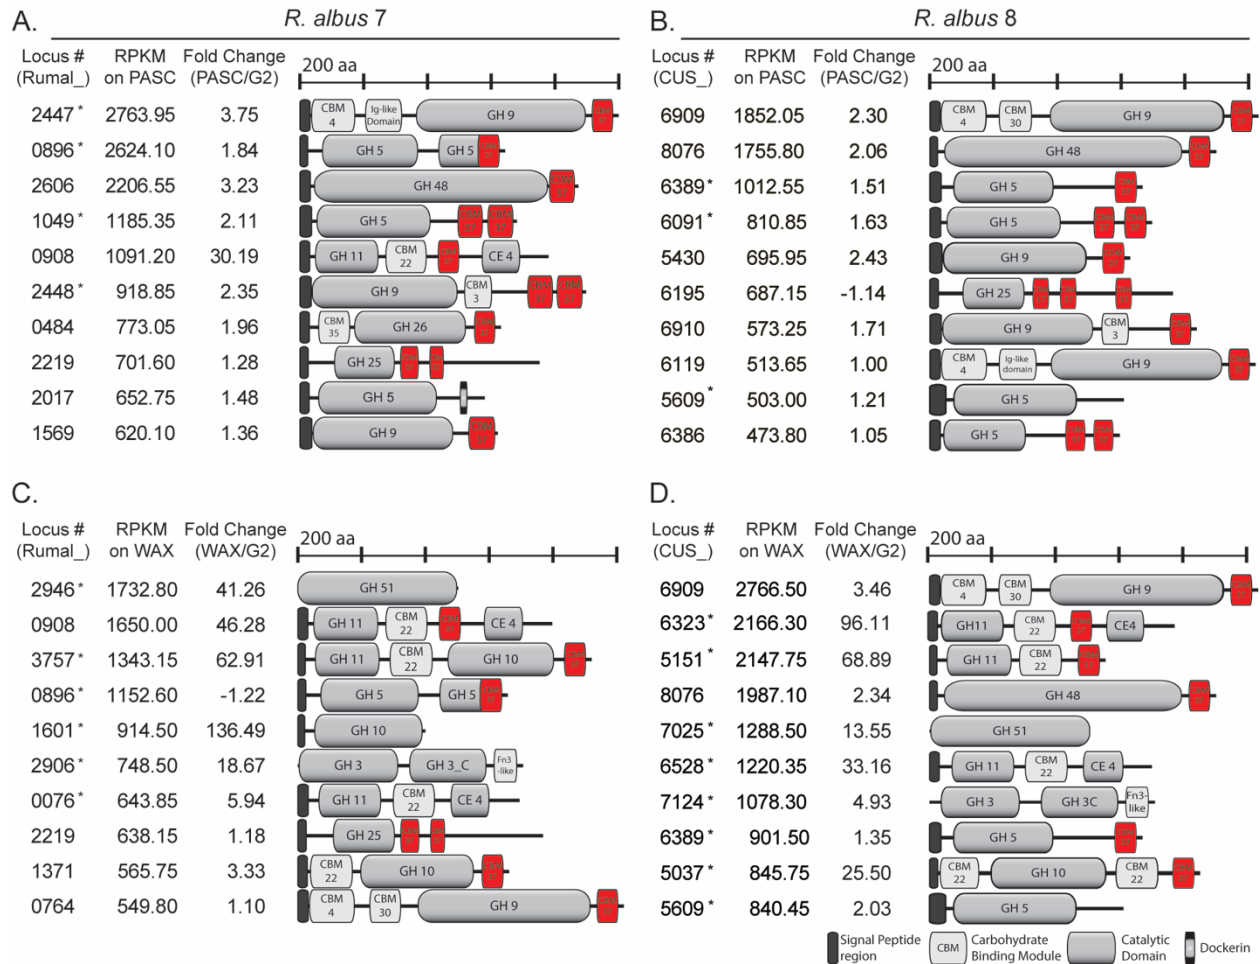 A.
R. albus 7
Locus # (Rumal_) RPKM on PASC Fold Change (PASC/G2) 200 aa
2447 * 2763.95 3.75 CBM 4 Ig-like Domain GH 9
0896 * 2624.10 1.84 GH 5 GH 5
2606 2206.55 3.23 GH 48
1049 * 1185.35 2.11 GH 5
0908 1091.20 30.19 GH 11 CBM 22 CE 4
2448 * 918.85 2.35 GH 9 CBM 3
0484 773.05 1.96 CBM 35 GH 26
2219 701.60 1.28 GH 25
2017 652.75 1.48 GH 5
1569 620.10 1.36 GH 9
B.
R. albus 8
Locus # (CUS_) RPKM on PASC Fold Change (PASC/G2) 200 aa
6909 1852.05 2.30 CBM 4 CBM 30 GH 9
8076 1755.80 2.06 GH 48
6389 * 1012.55 1.51 GH 5
6091 * 810.85 1.63 GH 5
5430 695.95 2.43 GH 9
6195 687.15 -1.14 GH 25
6910 573.25 1.71 GH 9 CBM 3
6119 513.65 1.00 CBM 4 Ig-like domain GH 9
5609 * 503.00 1.21 GH 5
6386 473.80 1.05 GH 5
C.
Locus # (Rumal_) RPKM on WAX Fold Change (WAX/G2) 200 aa
2946 * 1732.80 41.26 GH 51
0908 1650.00 46.28 GH 11 CBM 22 CE 4
3757 * 1343.15 62.91 GH 11 CBM 22 GH 10
0896 * 1152.60 -1.22 GH 5 GH 5
1601 * 914.50 136.49 GH 10
2906 * 748.50 18.67 GH 3 GH 3_C Fn3 -like
0076 * 643.85 5.94 GH 11 CBM 22 CE 4
2219 638.15 1.18 GH 25
1371 565.75 3.33 CBM 22 GH 10
0764 549.80 1.10 CBM 4 CBM 30 GH 9
D.
Locus # (CUS_) RPKM on WAX Fold Change (WAX/G2) 200 aa
6909 2766.50 3.46 CBM 4 CBM 30 GH 9
6323 * 2166.30 96.11 GH11 CBM 22 CE4
5151 * 2147.75 68.89 GH 11 CBM 22
8076 1987.10 2.34 GH 48
7025 * 1288.50 13.55 GH 51
6528 * 1220.35 33.16 GH 11 CBM 22 CE 4
7124 * 1078.30 4.93 GH 3 GH 3C Fn3- like
6389 * 901.50 1.35 GH 5
5037 * 845.75 25.50 CBM 22 GH 10 CBM 22
5609 * 840.45 2.03 GH 5
Signal Peptide region CBM Carbohydrate Binding Module Catalytic Domain Dockerin